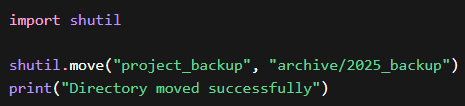 import shutil
shutil.move("project_backup", "archive/2025_backup")
print("Directory moved successfully")